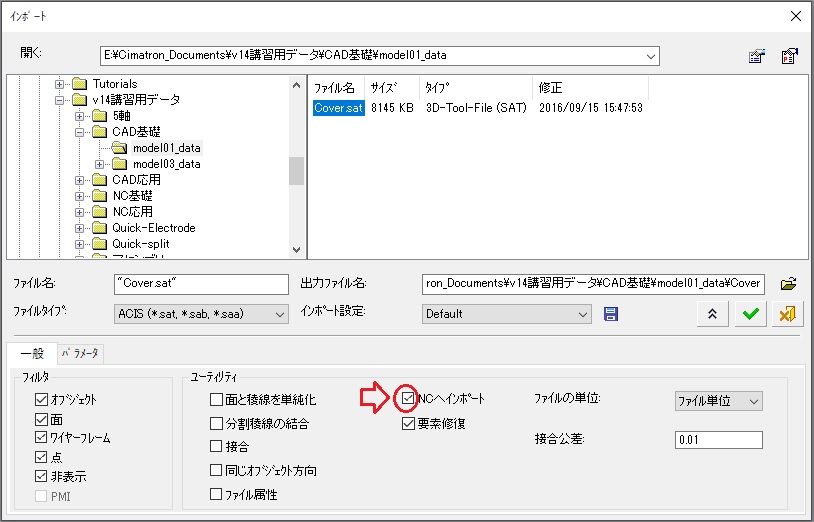 インポート
開く:
E:¥Cimatron_Documents¥v14講習用データ¥CAD基礎¥model01_data
Tutorials
v14講習用データ
5軸
CAD基礎
model01_data
model03_data
CAD応用
NC基礎
NC応用
Quick-Electrode
Quick-split
ファイル名 サイズ タイプ 修正
Cover.sat 8145 KB 3D-Tool-File (SAT) 2016/09/15 15:47:53
ファイル名: "Cover.sat" 出力ファイル名: ron_Documents¥v14講習用データ¥CAD基礎¥model01_data¥Cover
ファイルタイプ: ACIS (*.sat, *.sab, *.saa) インポート設定: Default
一般 パラメータ
フィルタ
オブジェクト
面
ワイヤーフレーム
点
非表示
PMI
ユーティリティ
面と稜線を単純化
分割稜線の結合
接合
同じオブジェクト方向
ファイル属性
NCへインポート
要素修復
ファイルの単位: ファイル単位
接合公差: 0.01